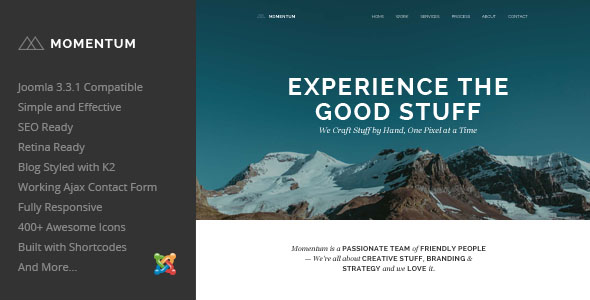 MOMENTUM
Joomla 3.3.1 Compatible
Simple and Effective
SEO Ready
Retina Ready
Blog Styled with K2
Working Ajax Contact Form
Fully Responsive
400+ Awesome Icons
Built with Shortcodes
And More...
MOMENTUM HOME WORK SERVICES PROCESS ABOUT CONTACT
EXPERIENCE THE
GOOD STUFF
We Craft Stuff by Hand, One Pixel at a Time
Momentum is a PASSIONATE TEAM of FRIENDLY PEOPLE
— We're all about CREATIVE STUFF, BRANDING &
STRATEGY and we LOVE it.